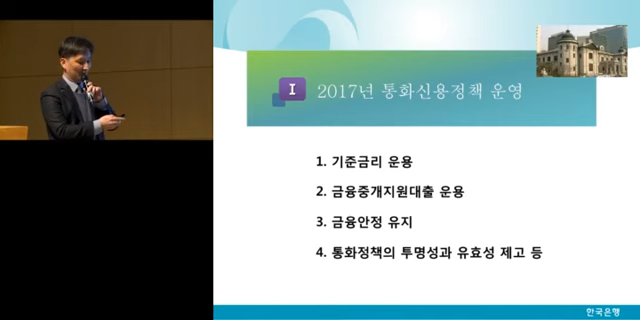 I 2017년 통화신용정책 운영
1. 기준금리 운용
2. 금융중개지원대출 운용
3. 금융안정 유지
4. 통화정책의 투명성과 유효성 제고 등
한국은행